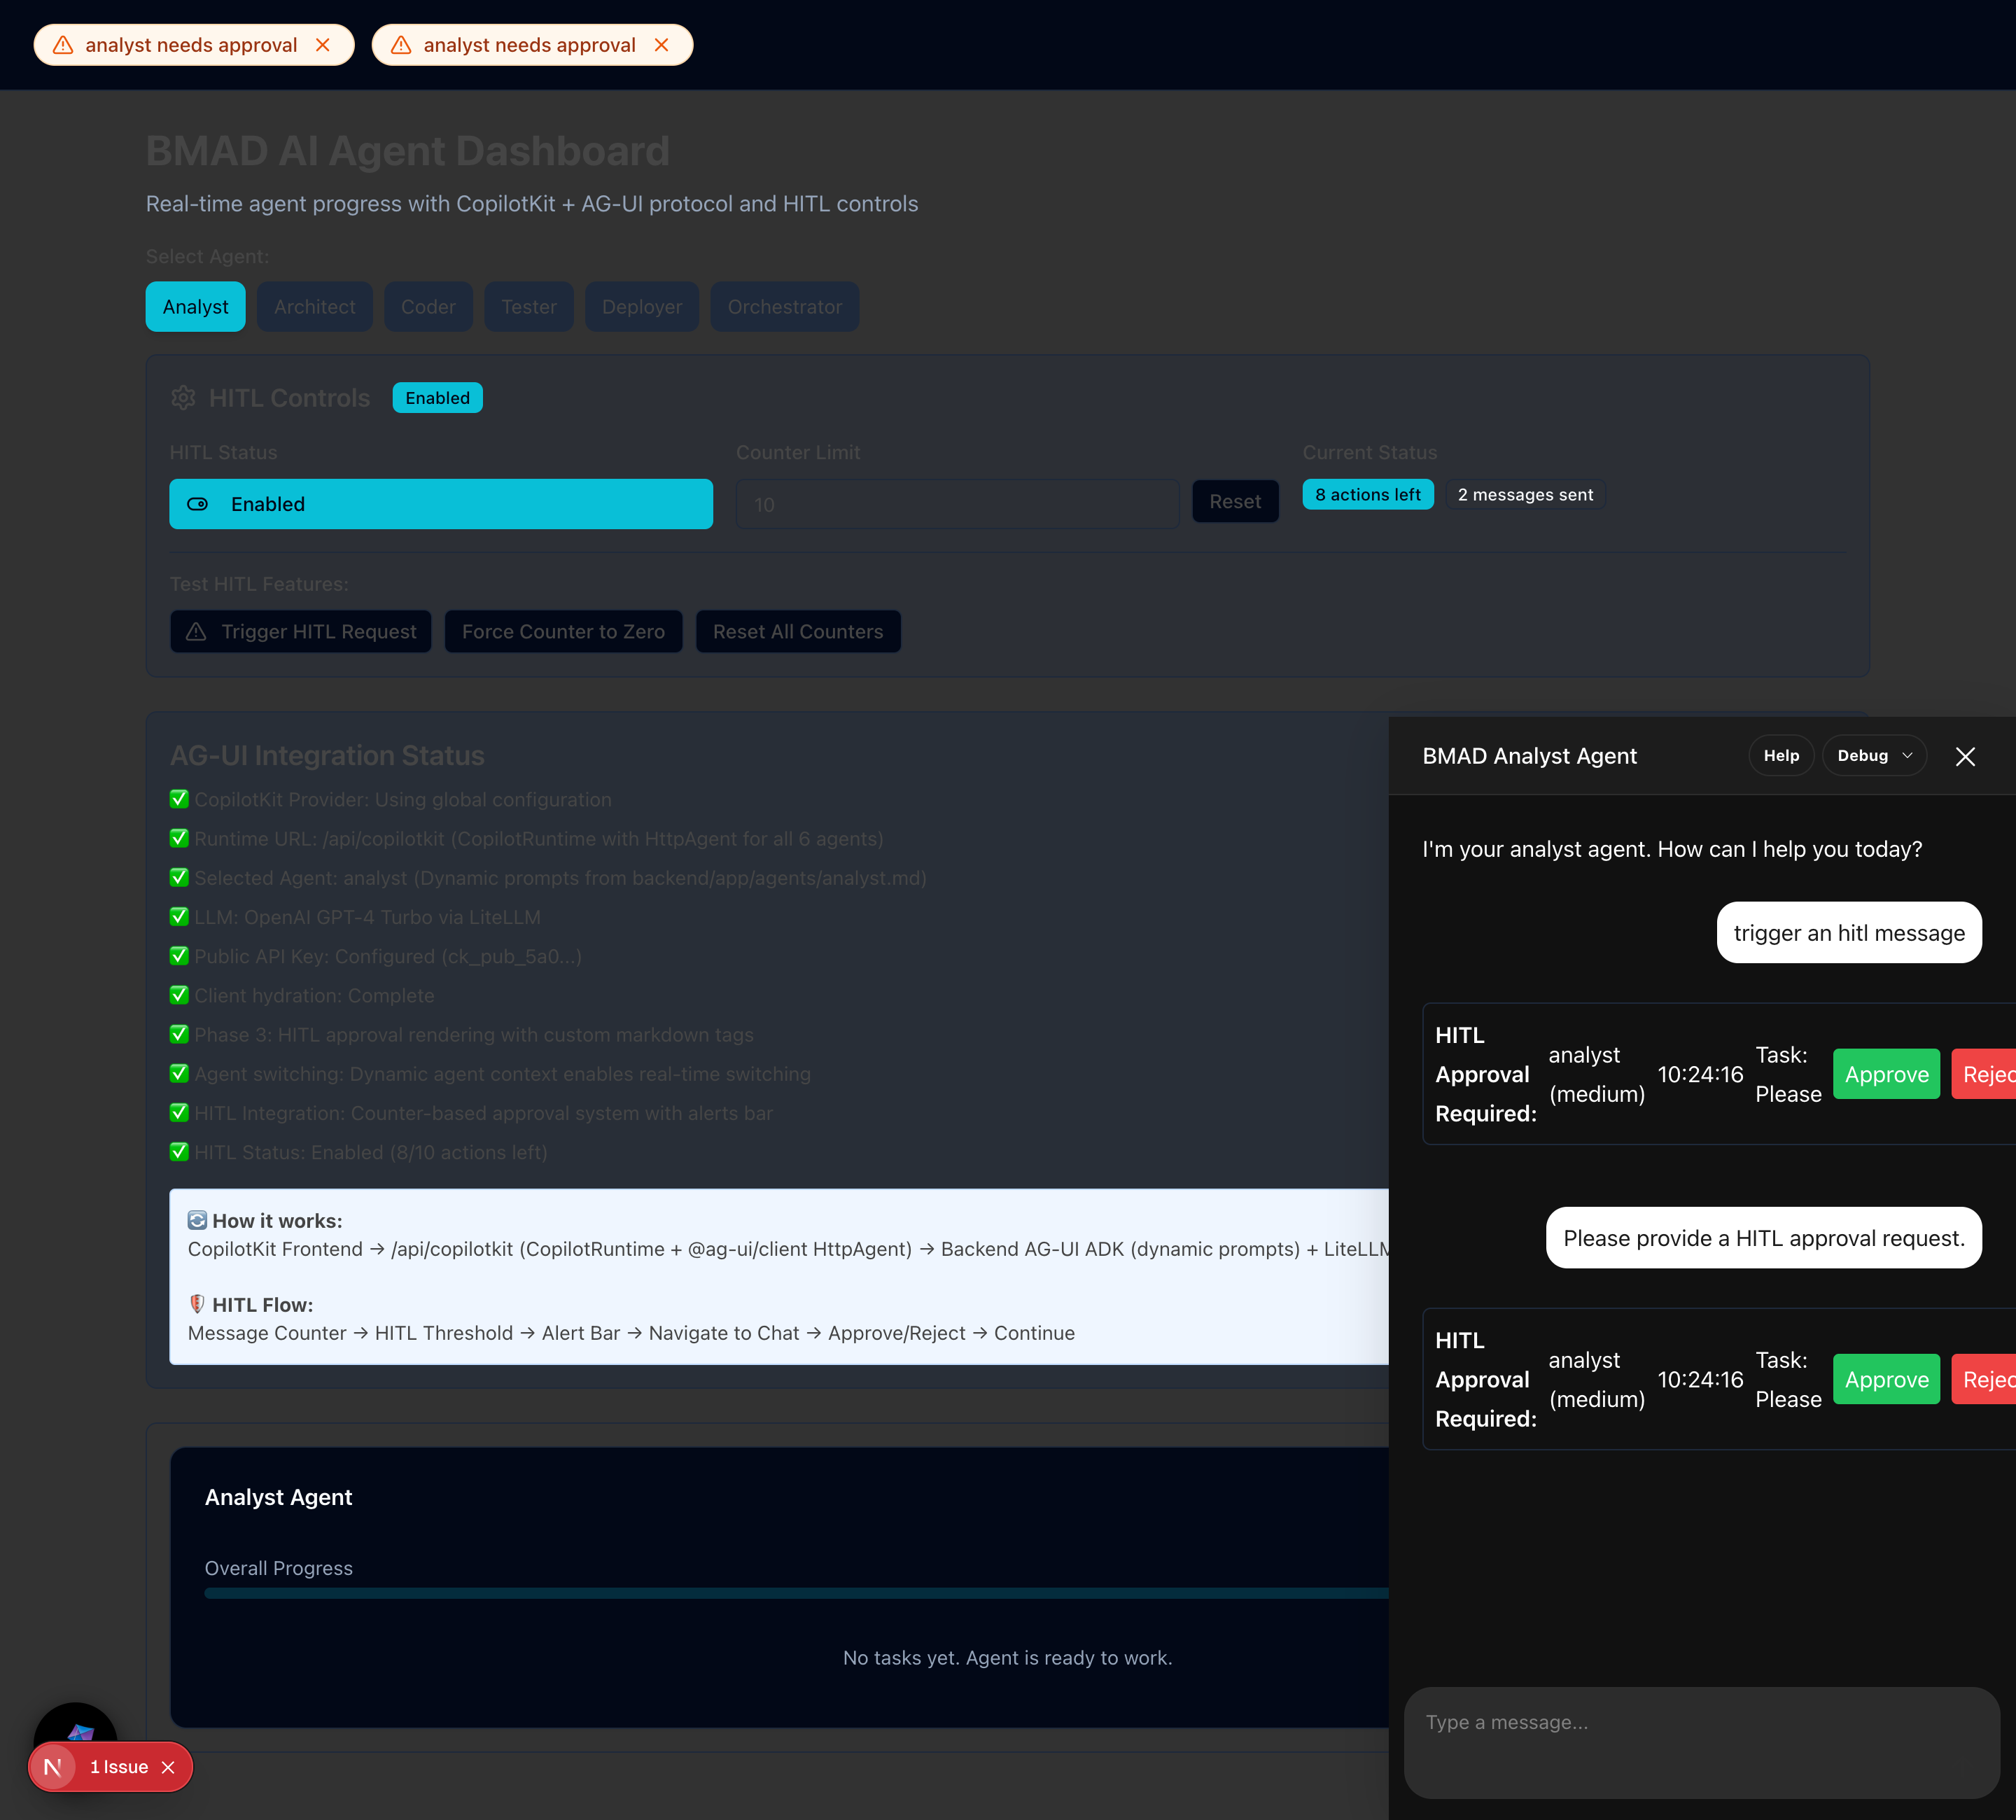 analyst needs approval
analyst needs approval
BMAD AI Agent Dashboard
Real-time agent progress with CopilotKit + AG-UI protocol and HITL controls
Select Agent:
Analyst
Architect
Coder
Tester
Deployer
Orchestrator
HITL Controls
Enabled
HITL Status
Counter Limit
Current Status
Enabled
10
Reset
8 actions left
2 messages sent
Test HITL Features:
Trigger HITL Request
Force Counter to Zero
Reset All Counters
AG-UI Integration Status
✅ CopilotKit Provider: Using global configuration
✅ Runtime URL: /api/copilotkit (CopilotRuntime with HttpAgent for all 6 agents)
✅ Selected Agent: analyst (Dynamic prompts from backend/app/agents/analyst.md)
✅ LLM: OpenAI GPT-4 Turbo via LiteLLM
✅ Public API Key: Configured (ck_pub_5a0...)
✅ Client hydration: Complete
✅ Phase 3: HITL approval rendering with custom markdown tags
✅ Agent switching: Dynamic agent context enables real-time switching
✅ HITL Integration: Counter-based approval system with alerts bar
✅ HITL Status: Enabled (8/10 actions left)
🔄 How it works:
CopilotKit Frontend → /api/copilotkit (CopilotRuntime + @ag-ui/client HttpAgent) → Backend AG-UI ADK (dynamic prompts) + LiteLLM
🛡️ HITL Flow:
Message Counter → HITL Threshold → Alert Bar → Navigate to Chat → Approve/Reject → Continue
Analyst Agent
Overall Progress
No tasks yet. Agent is ready to work.
N
1 Issue
BMAD Analyst Agent
Help
Debug
I'm your analyst agent. How can I help you today?
trigger an hitl message
HITL
Approval
Required:
analyst
(medium)
10:24:16
Task:
Please
Approve
Rejec
Please provide a HITL approval request.
HITL
Approval
Required:
analyst
(medium)
10:24:16
Task:
Please
Approve
Rejec
Type a message...